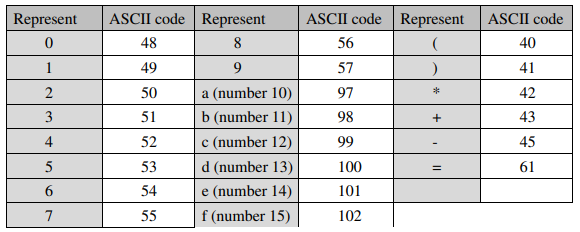 Represent ASCII code Represent ASCII code Represent ASCII code
0 48 8 56 ( 40
1 49 9 57 ) 41
2 50 a (number 10) 97 * 42
3 51 b (number 11) 98 + 43
4 52 c (number 12) 99 - 45
5 53 d (number 13) 100 = 61
6 54 e (number 14) 101
7 55 f (number 15) 102